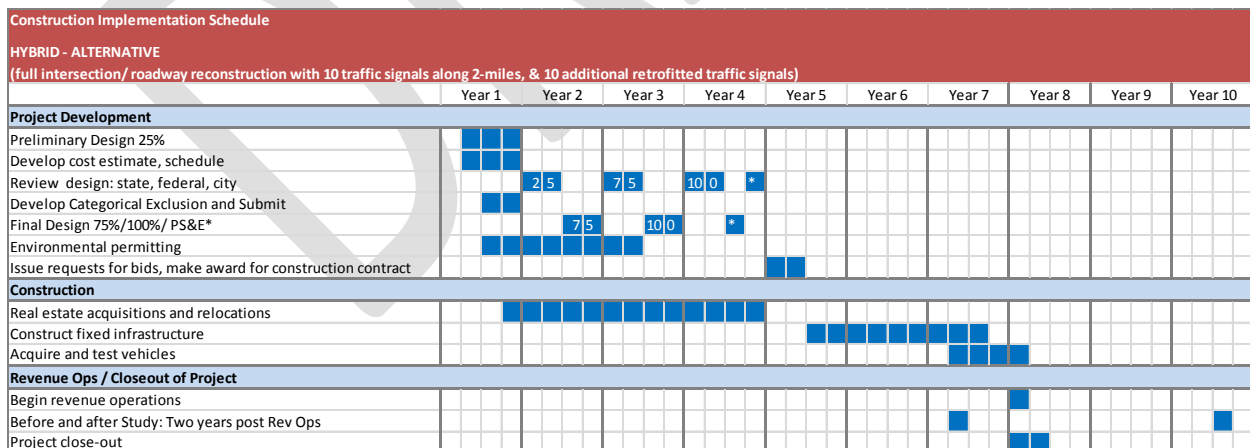 Construction Implementation Schedule
HYBRID - ALTERNATIVE
(full intersection/ roadway reconstruction with 10 traffic signals along 2-miles, & 10 additional retrofitted traffic signals)
Year 1 Year 2 Year 3 Year 4 Year 5 Year 6 Year 7 Year 8 Year 9 Year 10
Project Development
Preliminary Design 25%
Develop cost estimate, schedule
Review design: state, federal, city 2 5 7 5 10 0 *
Develop Categorical Exclusion and Submit
Final Design 75%/100%/ PS&E* 7 5 10 0 *
Environmental permitting
Issue requests for bids, make award for construction contract
Construction
Real estate acquisitions and relocations
Construct fixed infrastructure
Acquire and test vehicles
Revenue Ops / Closeout of Project
Begin revenue operations
Before and after Study: Two years post Rev Ops
Project close-out